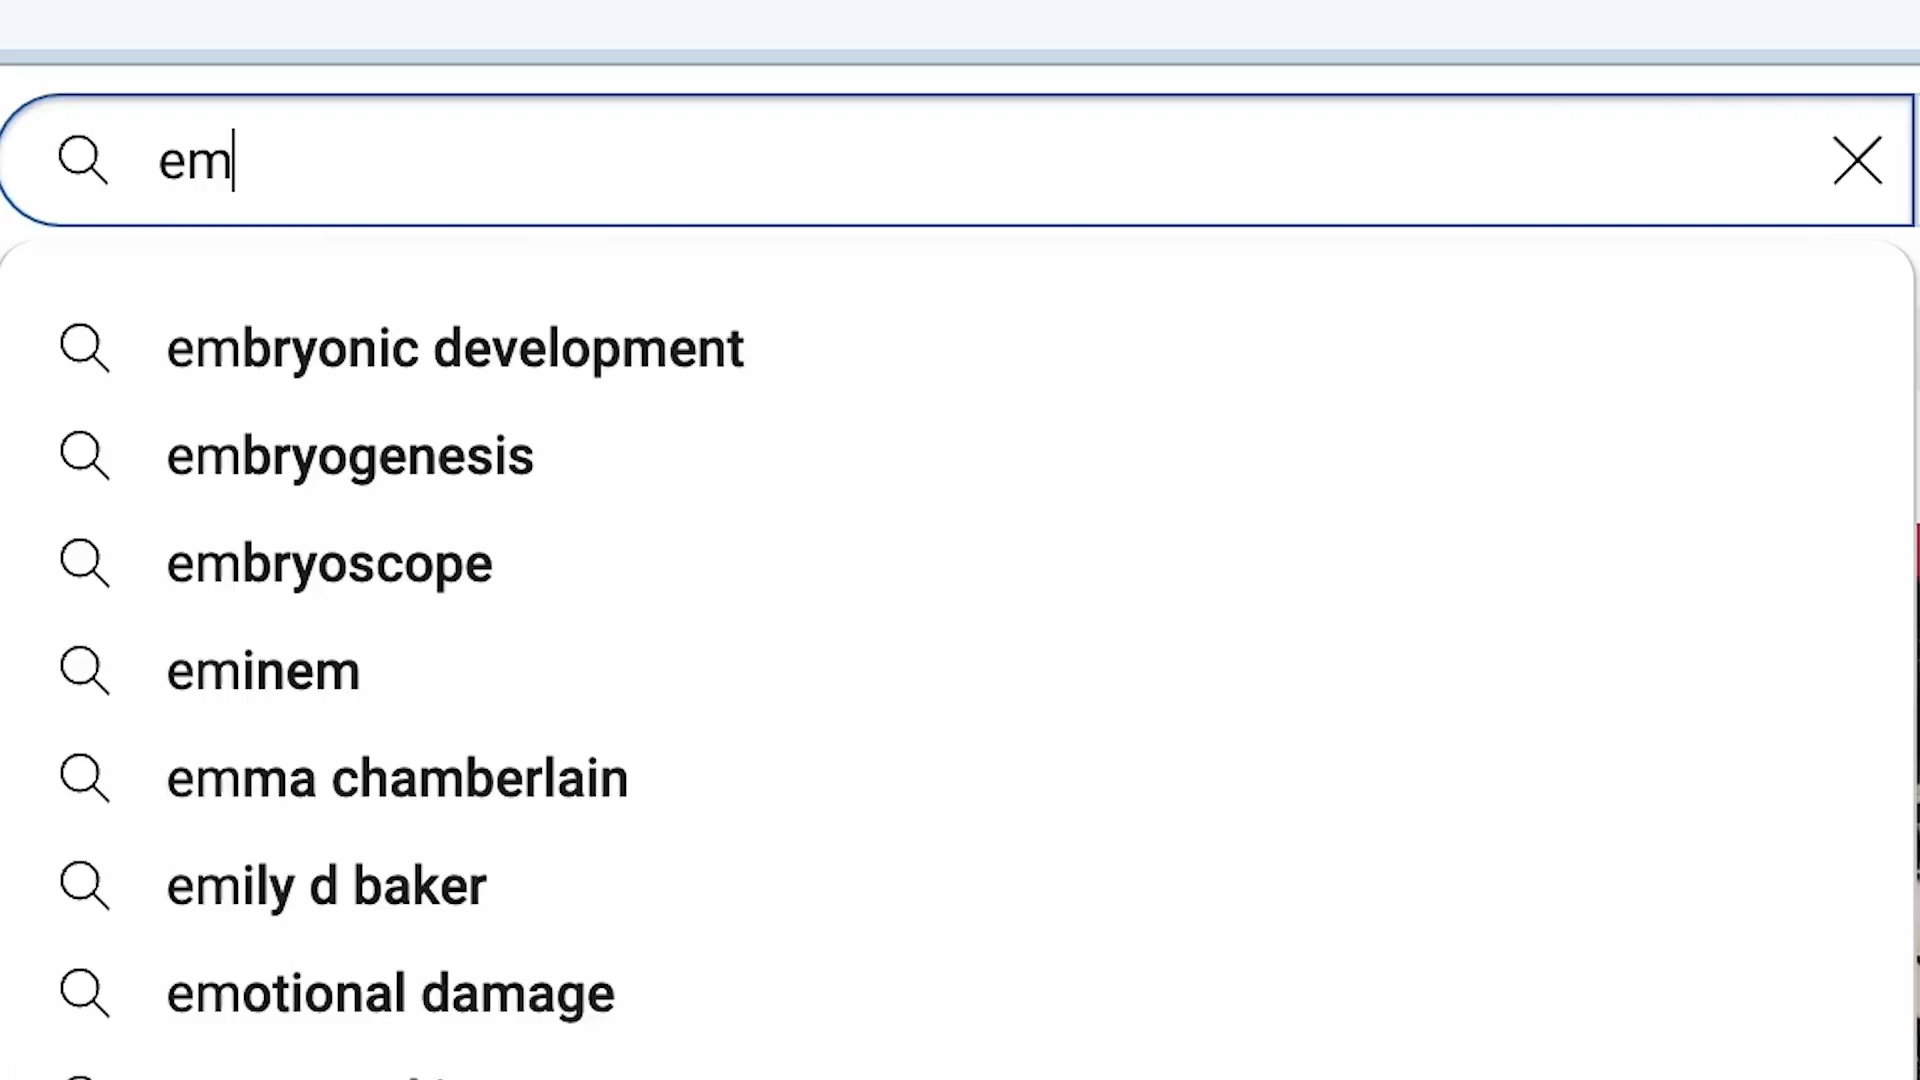 em
embryonic development
embryogenesis
embryoscope
eminem
emma chamberlain
emily d baker
emotional damage